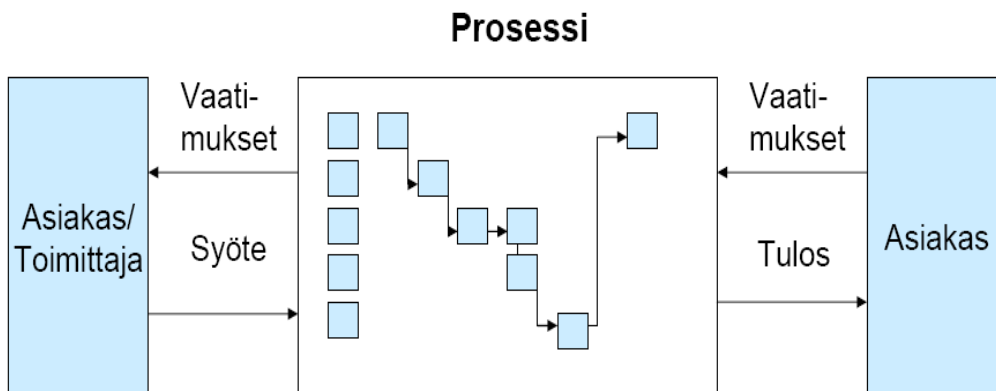 Prosessi
Vaati-
mukset
Asiakas/
Toimittaja
Syöte
Vaati-
mukset
Tulos
Asiakas